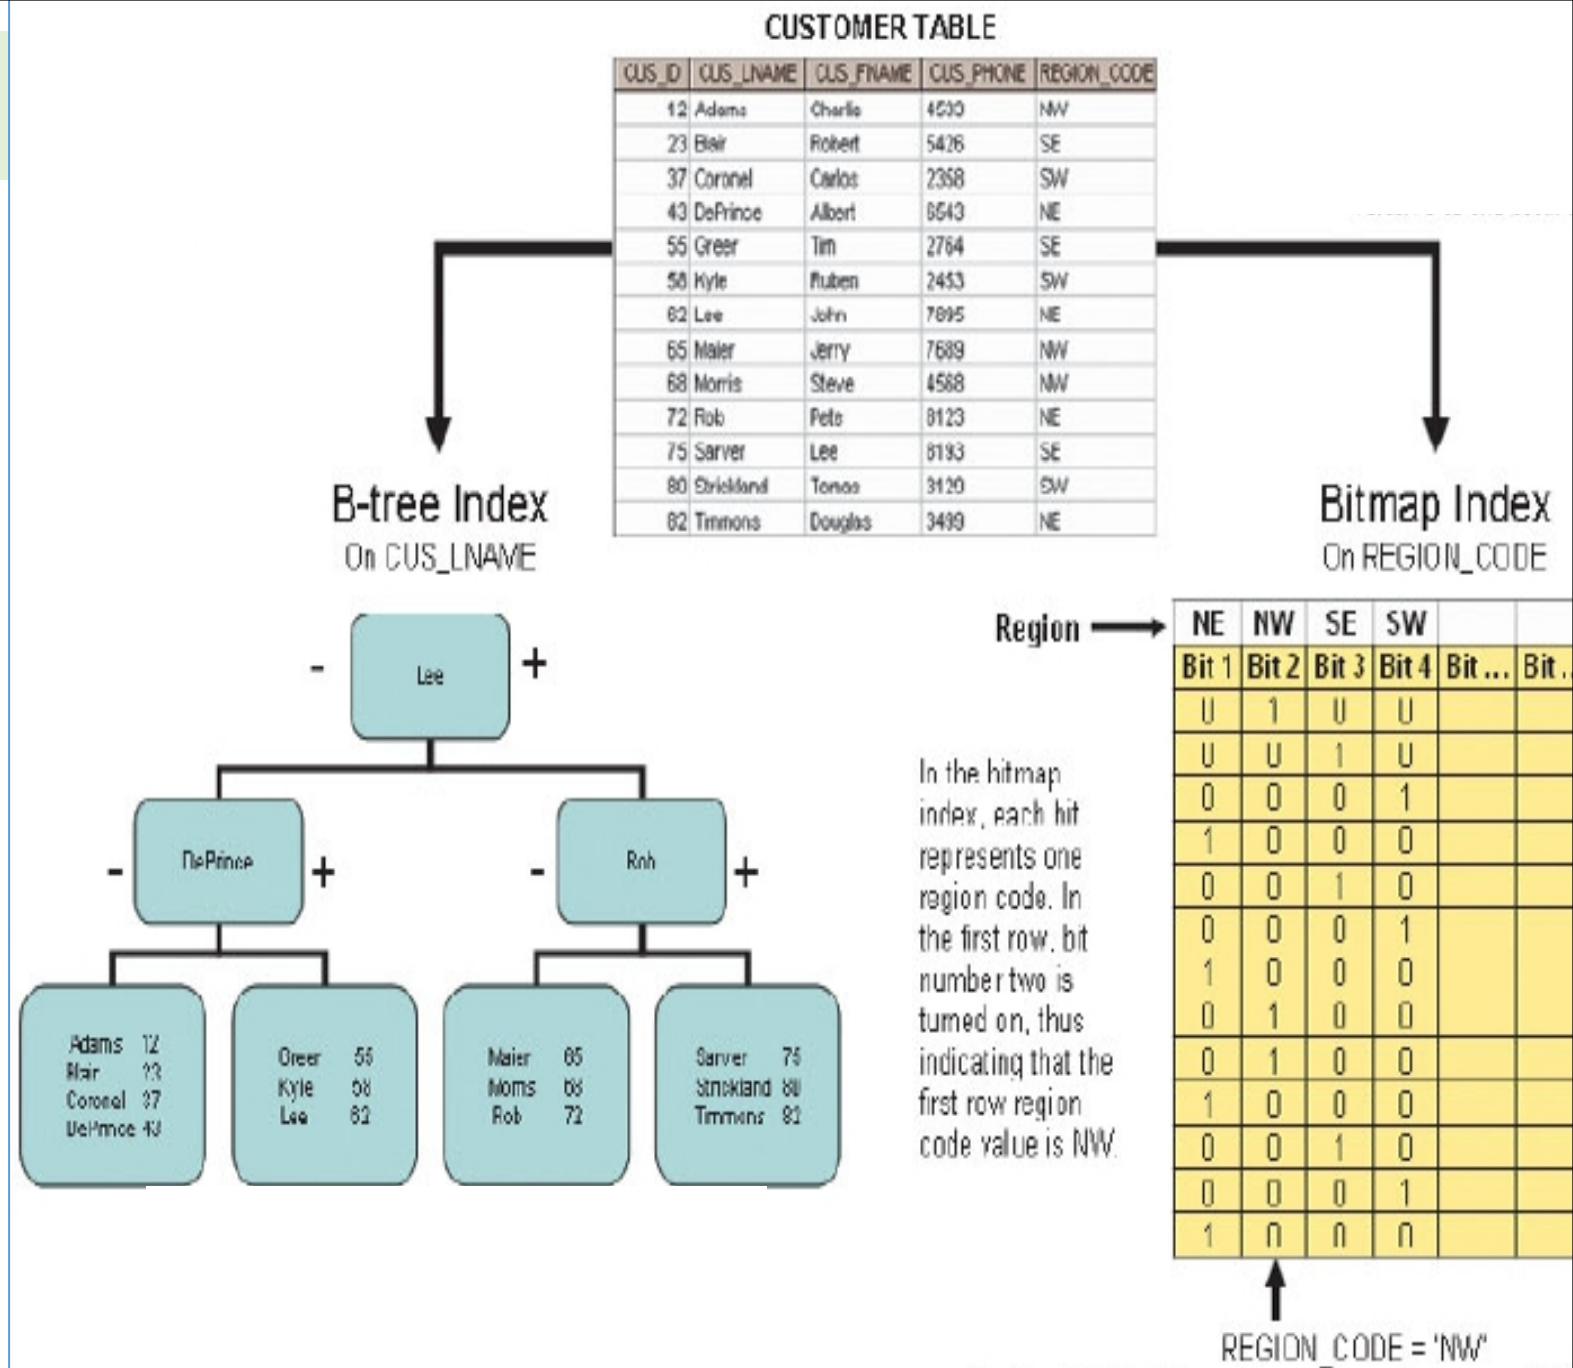 CUSTOMER TABLE
CUS_ID CUS_LNAME CUS_FNAME CUS_PHONE REGION_CODE
12 Adams Charlie 4533 NW
23 Blair Robert 5426 SE
37 Coronel Carlos 2358 SW
43 DePrince Albert 6543 NE
55 Greer Tim 2764 SE
58 Kyle Ruben 2453 SW
62 Lee John 7895 NE
65 Maier Jerry 7689 NW
68 Morris Steve 4568 NW
72 Rob Pete 8123 NE
75 Sarver Lee 8193 SE
80 Strickland Tomas 3129 SW
82 Timmons Douglas 3499 NE
B-tree Index
On CUS_LNAME
Lee
- +
DePrince
- +
Rob
- +
Adams 12
Blair 23
Coronel 37
DePrince 43
Greer 55
Kyle 58
Lee 62
Maier 65
Morris 68
Rob 72
Sarver 75
Strickland 80
Timmons 82
Bitmap Index
On REGION_CODE
Region
NE NW SE SW
Bit 1 Bit 2 Bit 3 Bit 4 Bit ... Bit ..
0 1 0 0
0 0 1 0
0 0 0 1
1 0 0 0
0 0 1 0
0 0 0 1
1 0 0 0
0 1 0 0
0 1 0 0
1 0 0 0
0 0 1 0
0 0 0 1
1 0 0 0
In the bitmap
index, each bit
represents one
region code. In
the first row, bit
number two is
turned on, thus
indicating that the
first row region
code value is NW.
REGION_CODE = 'NW'